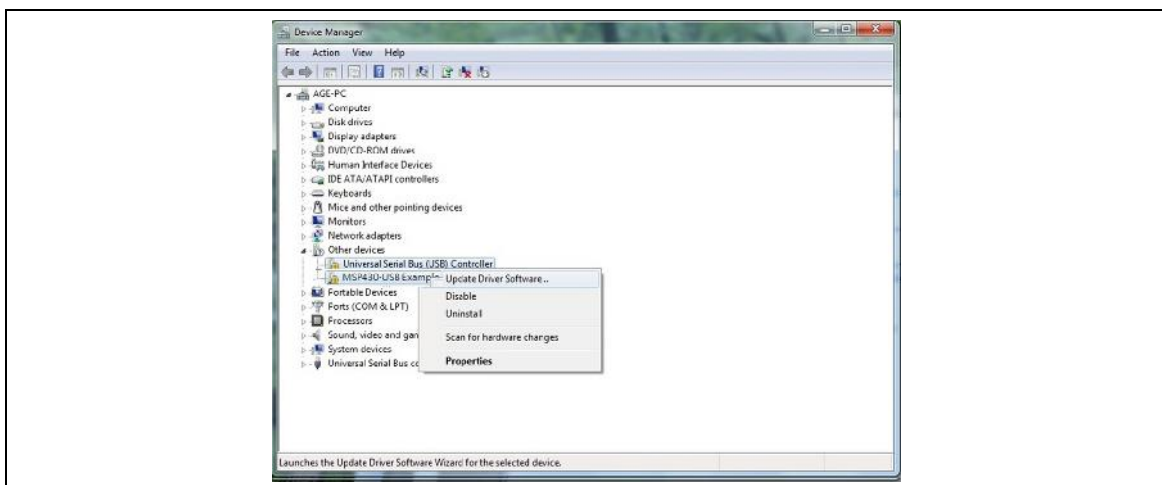 Device Manager
File Action View Help
AGE-PC
Computer
Disk drives
Display adapters
DVD/CD-ROM drives
Human Interface Devices
IDE ATA/ATAPI controllers
Keyboards
Mice and other pointing devices
Monitors
Network adapters
Other devices
Universal Serial Bus (USB) Controller
MSP430-USB Example
Update Driver Software...
Portable Devices
Disable
Ports (COM & LPT)
Uninstall
Processors
Sound, video and gam
Scan for hardware changes
System devices
Universal Serial Bus co
Properties
Launches the Update Driver Software Wizard for the selected device.